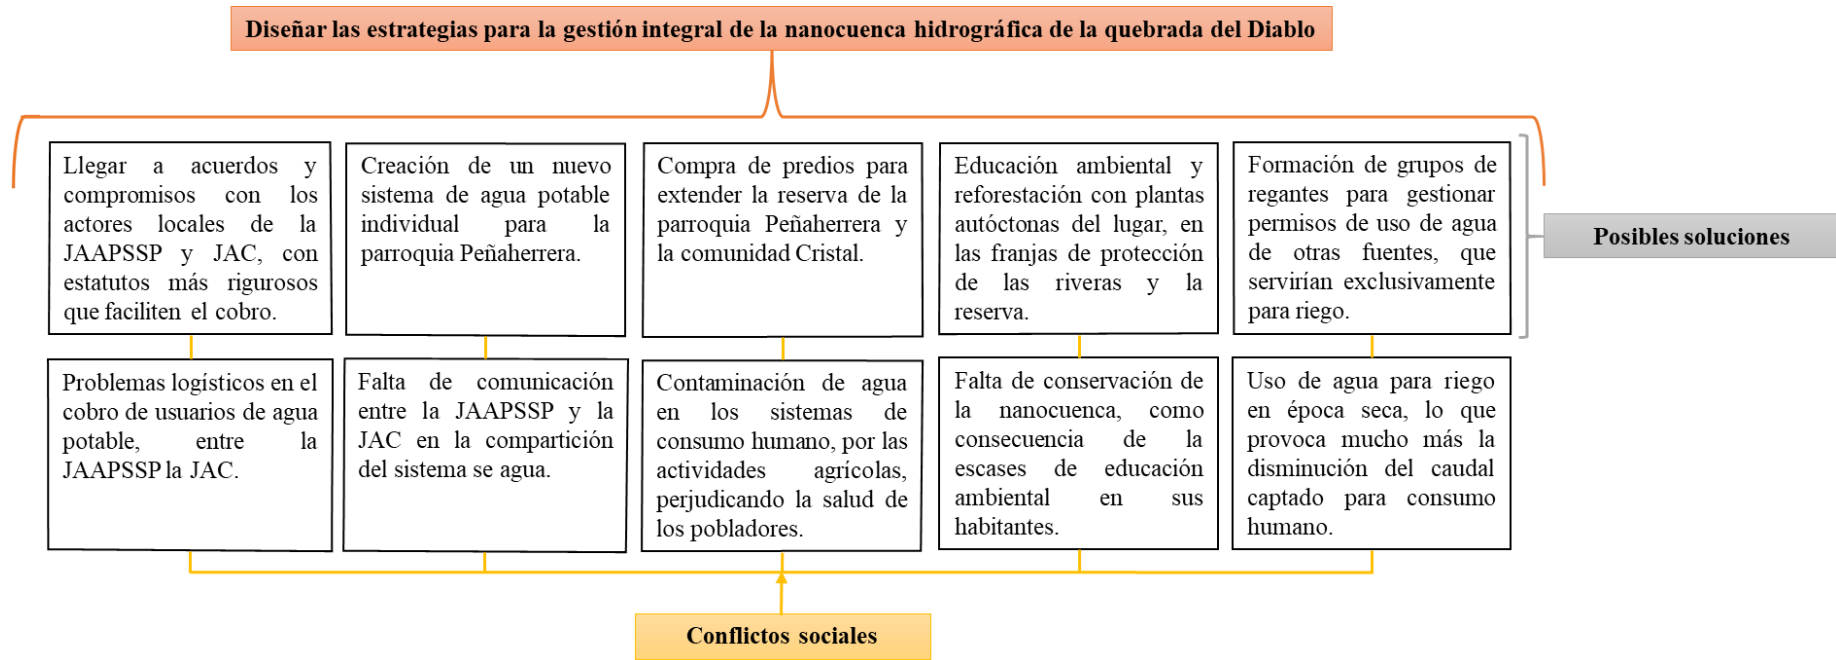 Diseñar las estrategias para la gestión integral de la nanocuenca hidrográfica de la quebrada del Diablo
Llegar a acuerdos y
compromisos con los
actores locales de la
JAAPSSP y JAC, con
estatutos más rigurosos
que faciliten el cobro.
Creación de un nuevo
sistema de agua potable
individual para la
parroquia Peñaherrera.
Compra de predios para
extender la reserva de la
parroquia Peñaherrera y
la comunidad Cristal.
Educación ambiental y
reforestación con plantas
autóctonas del lugar, en
las franjas de protección
de las riveras y la
reserva.
Formación de grupos de
regantes para gestionar
permisos de uso de agua
de otras fuentes, que
servirían exclusivamente
para riego.
Posibles soluciones
Problemas logísticos en el
cobro de usuarios de agua
potable, entre la
JAAPSSP la JAC.
Falta de comunicación
entre la JAAPSSP y la
JAC en la compartición
del sistema se agua.
Contaminación de agua
en los sistemas de
consumo humano, por las
actividades agrícolas,
perjudicando la salud de
los pobladores.
Falta de conservación de
la nanocuenca, como
consecuencia de la
escases de educación
ambiental en sus
habitantes.
Uso de agua para riego
en época seca, lo que
provoca mucho más la
disminución del caudal
captado para consumo
humano.
Conflictos sociales